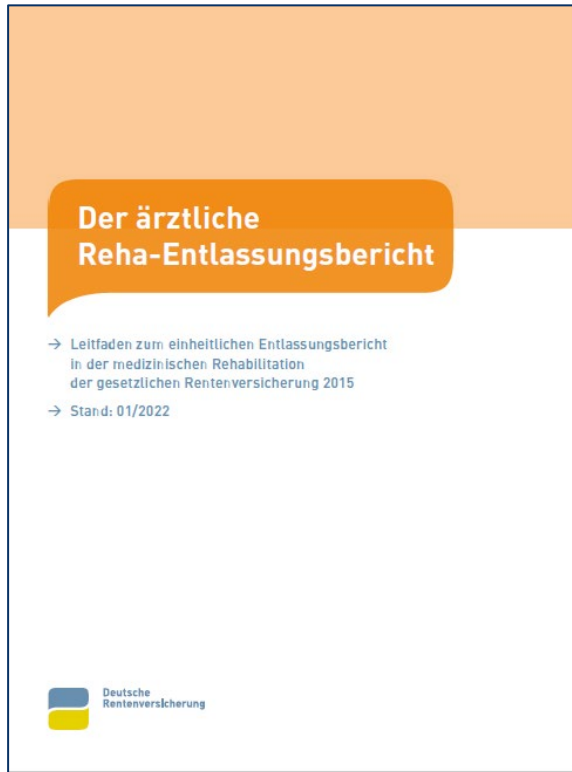 Der ärztliche
Reha-Entlassungsbericht
→ Leitfaden zum einheitlichen Entlassungsbericht
in der medizinischen Rehabilitation
der gesetzlichen Rentenversicherung 2015
→ Stand: 01/2022
Deutsche
Rentenversicherung